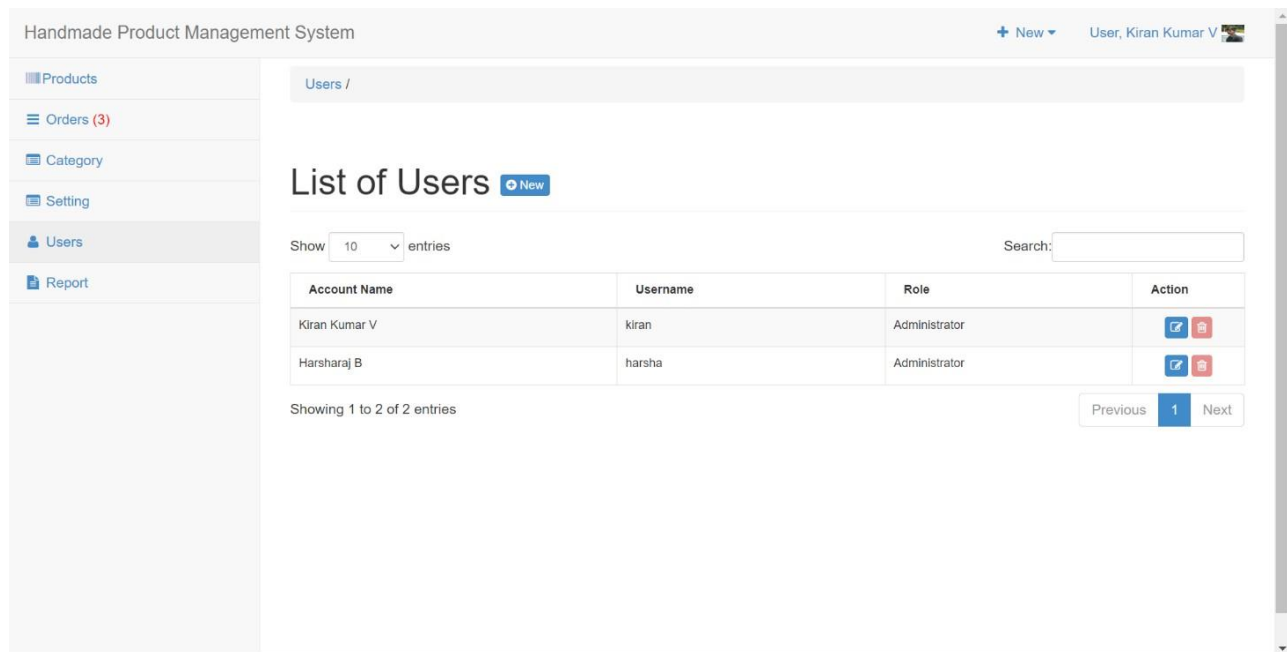 Handmade Product Management System
New
User, Kiran Kumar V
Products
Orders (3)
Category
Setting
Users
Report
Users /
List of Users New
Show 10 entries
Search:
Account Name Username Role Action
Kiran Kumar V kiran Administrator
Harsharaj B harsha Administrator
Showing 1 to 2 of 2 entries
Previous 1 Next